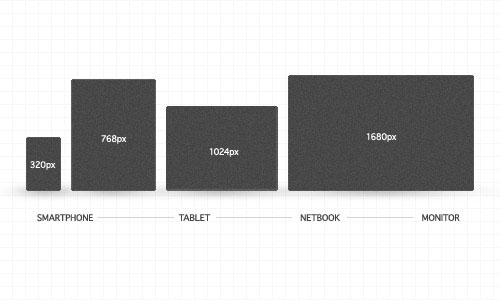 320px
768px
1024px
1680px
SMARTPHONE TABLET NETBOOK MONITOR